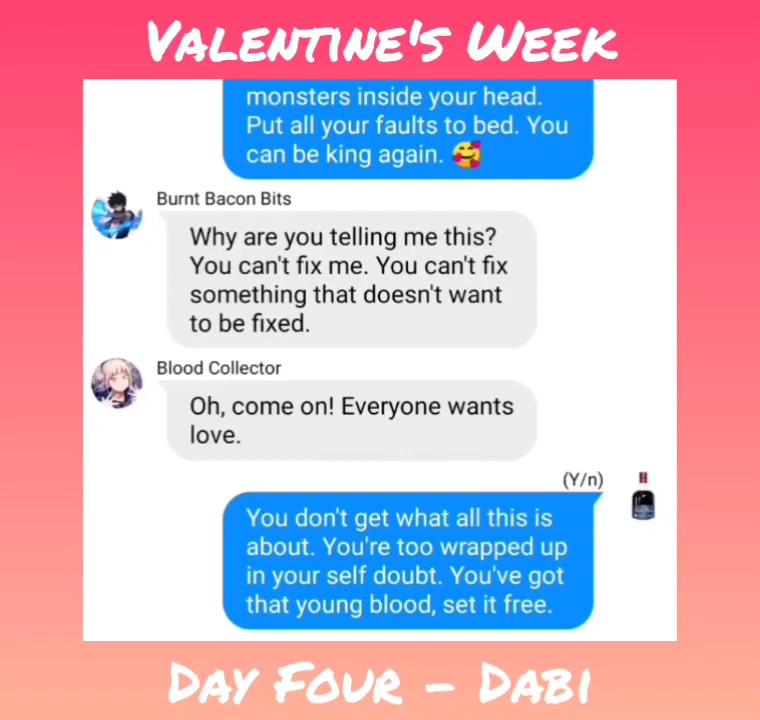 VALENTINE'S WEEK
monsters inside your head.
Put all your faults to bed. You
can be king again. 🥰
Burnt Bacon Bits
Why are you telling me this?
You can't fix me. You can't fix
something that doesn't want
to be fixed.
Blood Collector
Oh, come on! Everyone wants
love.
(Y/n)
You don't get what all this is
about. You're too wrapped up
in your self doubt. You've got
that young blood, set it free.
DAY FOUR - DABI